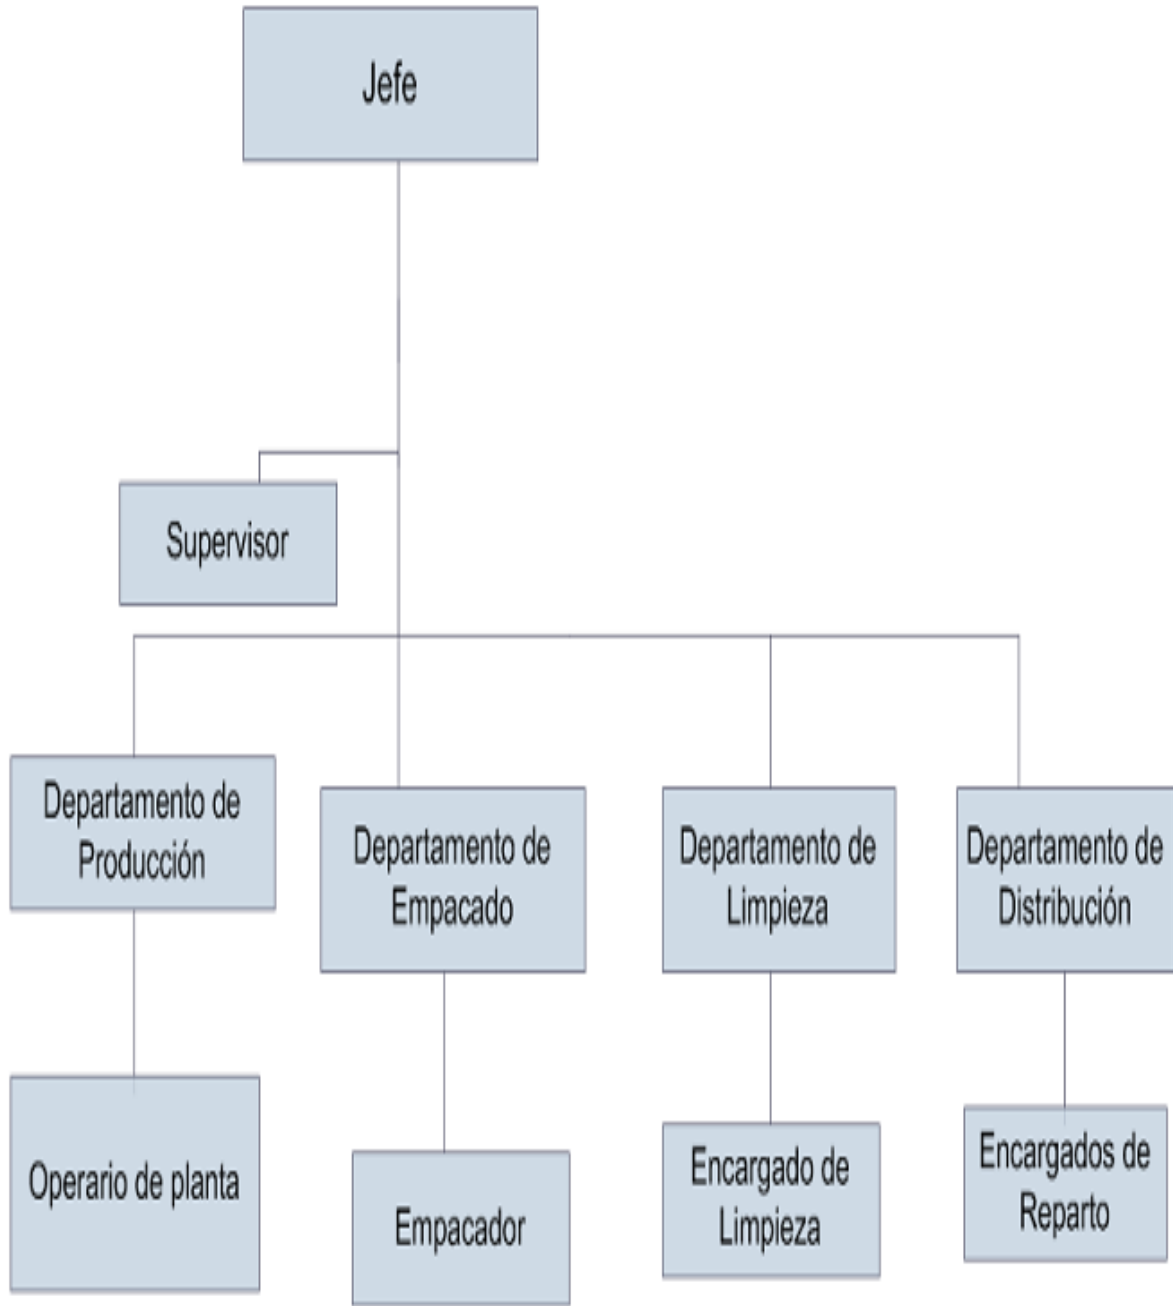 Jefe
Supervisor
Departamento de
Producción
Departamento de
Empacado
Departamento de
Limpieza
Departamento de
Distribución
Operario de planta
Empacador
Encargado de
Limpieza
Encargados de
Reparto